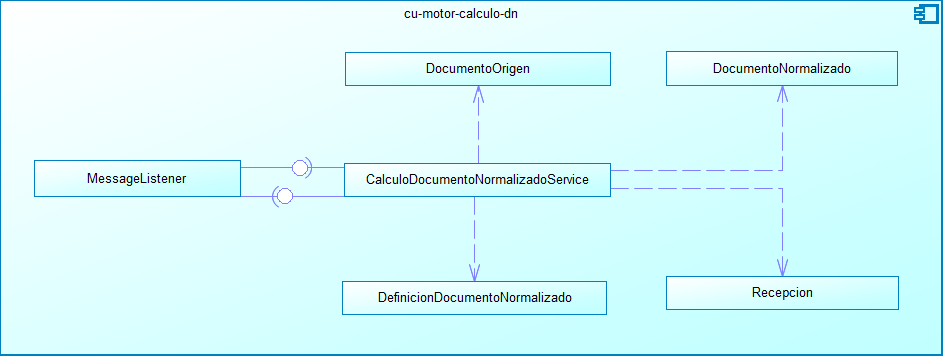 cu-motor-calculo-dn
DocumentoOrigen
DocumentoNormalizado
MessageListener
CalculoDocumentoNormalizadoService
DefinicionDocumentoNormalizado
Recepcion